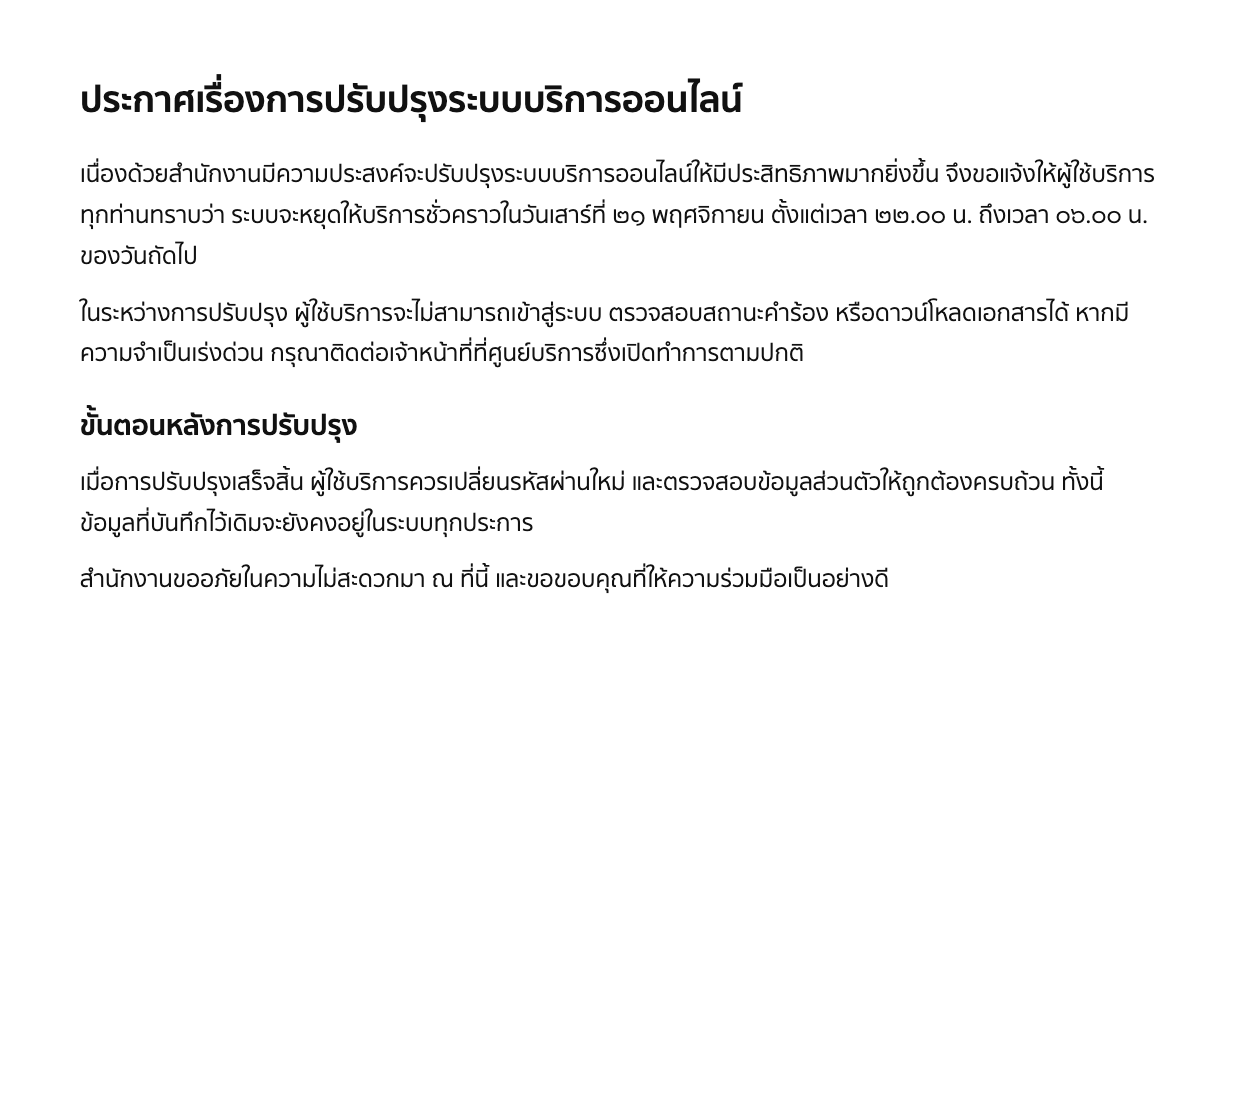 ประกาศเรื่องการปรับปรุงระบบบริการออนไลน์
เนื่องด้วยสำนักงานมีความประสงค์จะปรับปรุงระบบบริการออนไลน์ให้มีประสิทธิภาพมากยิ่งขึ้น จึงขอแจ้งให้ผู้ใช้บริการ
ทุกท่านทราบว่า ระบบจะหยุดให้บริการชั่วคราวในวันเสาร์ที่ ๒๑ พฤศจิกายน ตั้งแต่เวลา ๒๒.๐๐ น. ถึงเวลา ๐๖.๐๐ น.
ของวันถัดไป
ในระหว่างการปรับปรุง ผู้ใช้บริการจะไม่สามารถเข้าสู่ระบบ ตรวจสอบสถานะคำร้อง หรือดาวน์โหลดเอกสารได้ หากมี
ความจำเป็นเร่งด่วน กรุณาติดต่อเจ้าหน้าที่ที่ศูนย์บริการซึ่งเปิดทำการตามปกติ
ขั้นตอนหลังการปรับปรุง
เมื่อการปรับปรุงเสร็จสิ้น ผู้ใช้บริการควรเปลี่ยนรหัสผ่านใหม่ และตรวจสอบข้อมูลส่วนตัวให้ถูกต้องครบถ้วน ทั้งนี้
ข้อมูลที่บันทึกไว้เดิมจะยังคงอยู่ในระบบทุกประการ
สำนักงานขออภัยในความไม่สะดวกมา ณ ที่นี้ และขอขอบคุณที่ให้ความร่วมมือเป็นอย่างดี